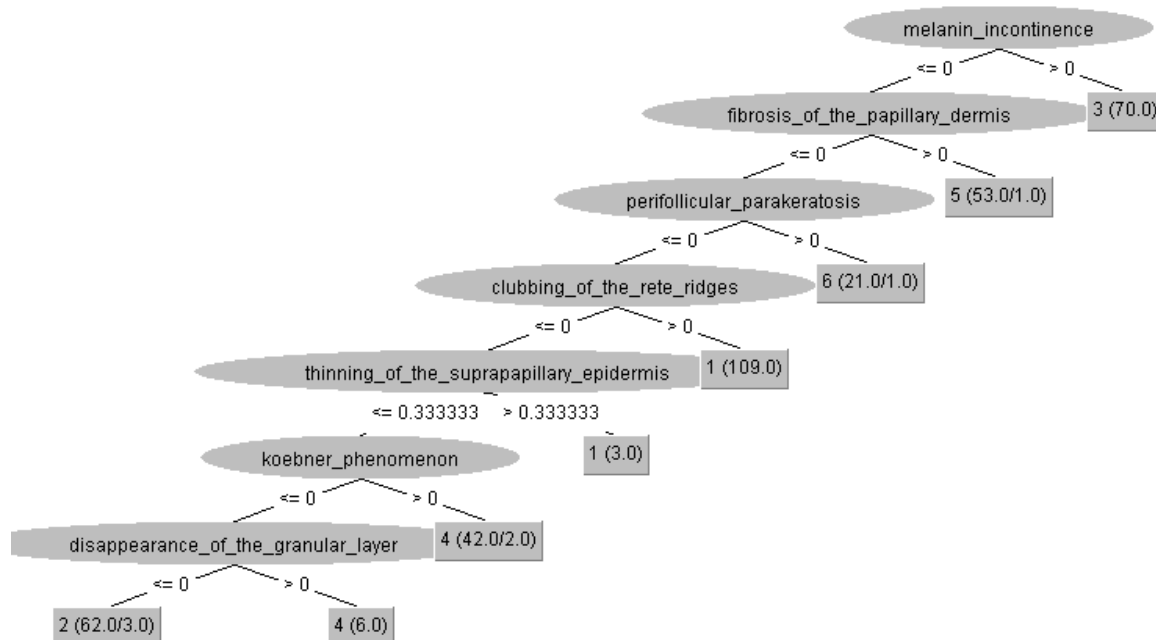 melanin_incontinence
<= 0 > 0
fibrosis_of_the_papillary_dermis 3 (70.0)
<= 0 > 0
perifollicular_parakeratosis 5 (53.0/1.0)
<= 0 > 0
clubbing_of_the_rete_ridges 6 (21.0/1.0)
<= 0 > 0
thinning_of_the_suprapapillary_epidermis 1 (109.0)
<= 0.333333 > 0.333333
koebner_phenomenon 1 (3.0)
<= 0 > 0
disappearance_of_the_granular_layer 4 (42.0/2.0)
<= 0 > 0
2 (62.0/3.0) 4 (6.0)